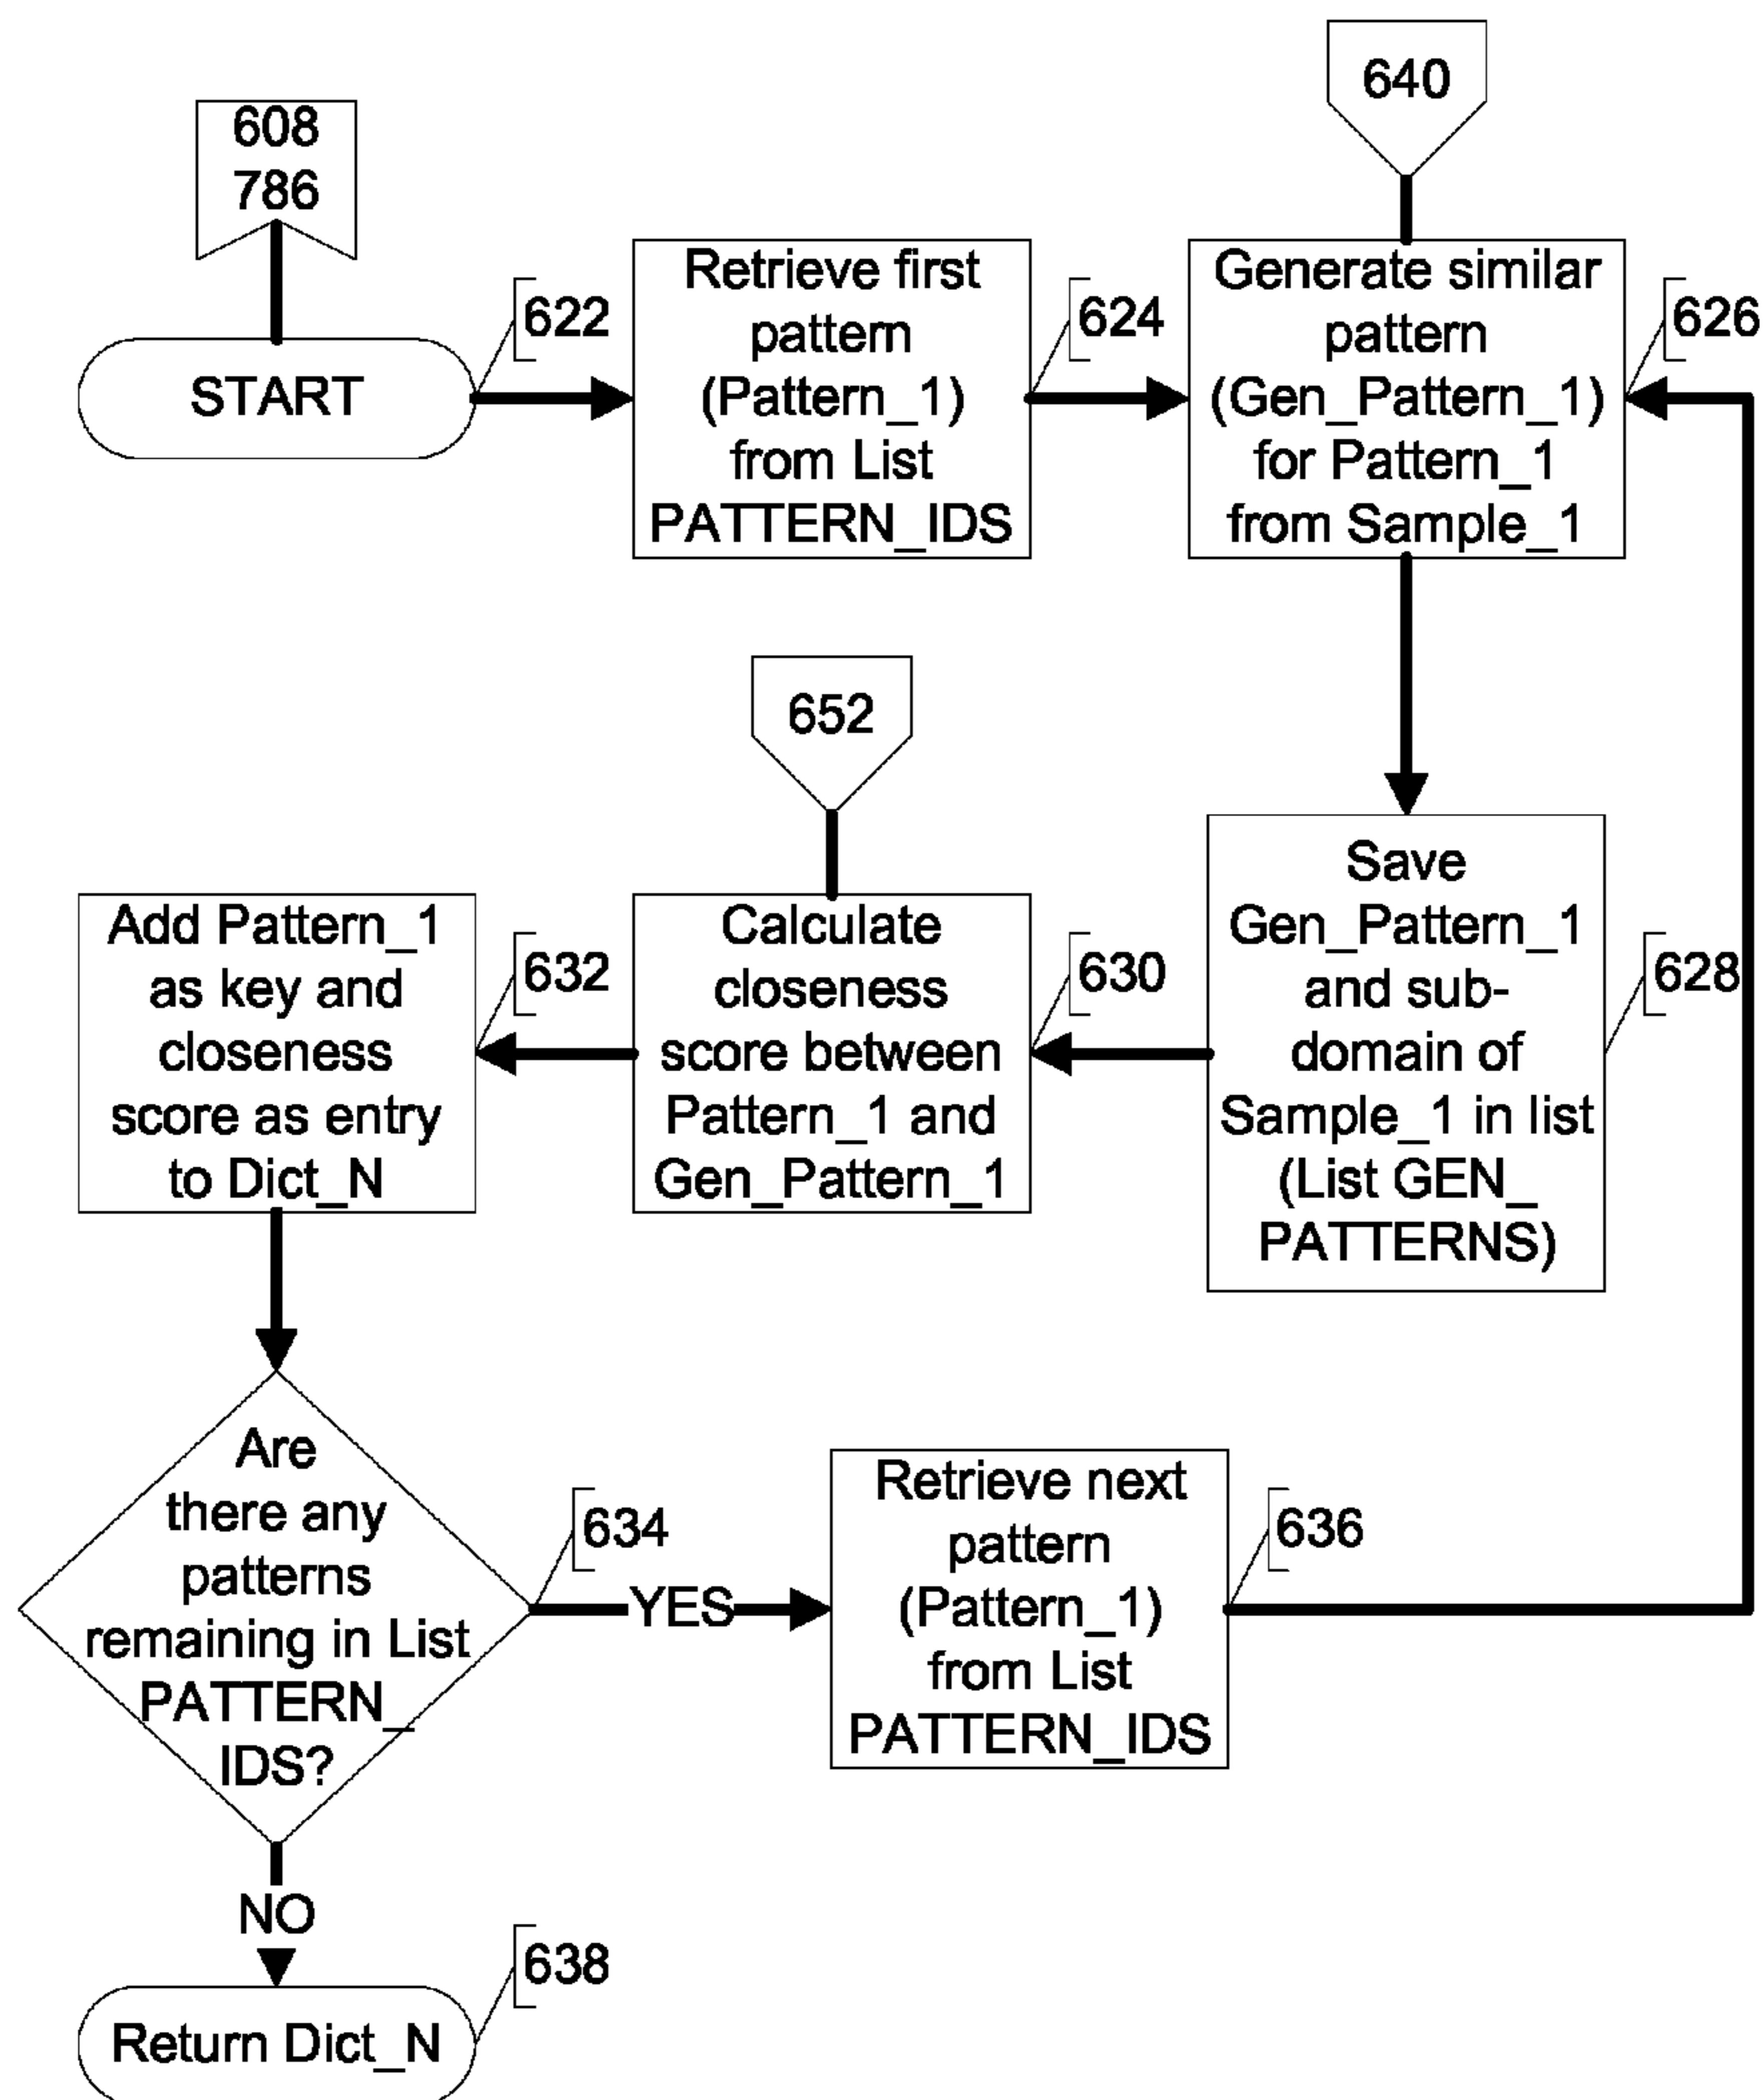 608
786
START
622
Retrieve first
pattern
(Pattern_1)
from List
PATTERN_IDS
624
640
Generate similar
pattern
(Gen_Pattern_1)
for Pattern_1
from Sample_1
626
Save
Gen_Pattern_1
and sub-
domain of
Sample_1 in list
(List GEN_
PATTERNS)
628
652
Calculate
closeness
score between
Pattern_1 and
Gen_Pattern_1
630
Add Pattern_1
as key and
closeness
score as entry
to Dict_N
632
Are
there any
patterns
remaining in List
PATTERN_
IDS?
634
YES
Retrieve next
pattern
(Pattern_1)
from List
PATTERN_IDS
636
NO
Return Dict_N
638